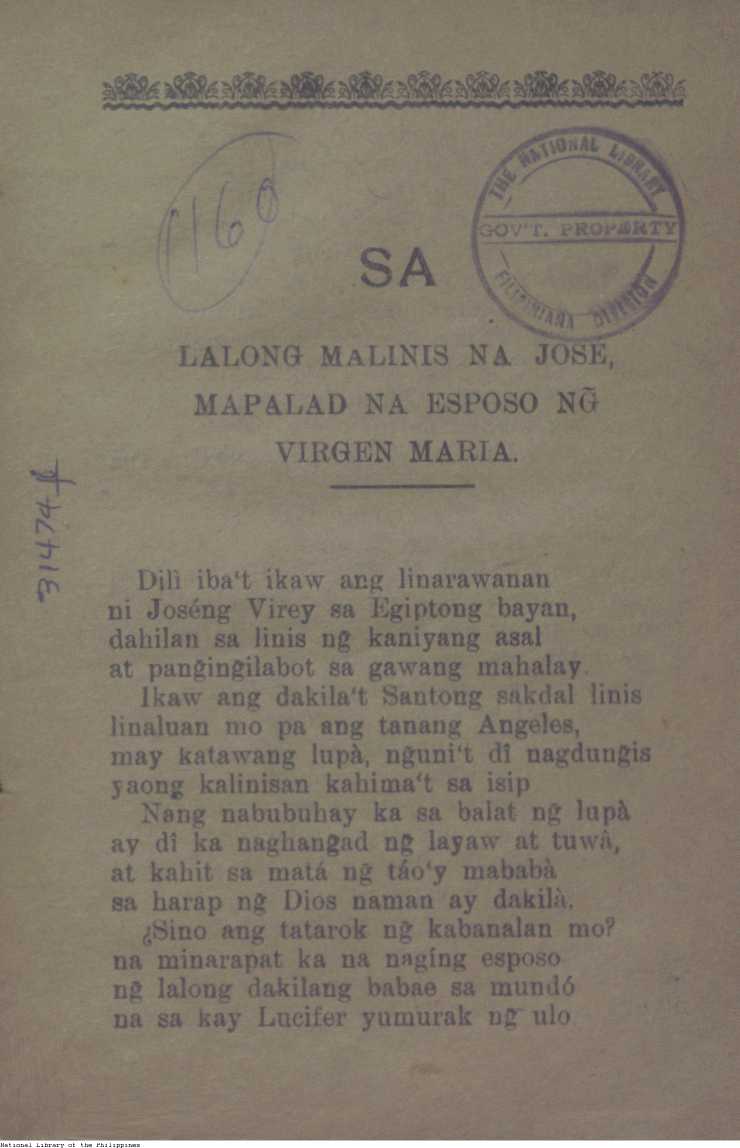 1160
THE NATIONAL LIBRARY
GOV'T. PROPERTY
FILIPINIANA DIVISION
SA
LALONG MALINIS NA JOSE,
MAPALAD NA ESPOSO NG̃
VIRGEN MARIA.
31474
Dilì iba‘t ikaw ang linarawanan
ni Joséng Virey sa Egiptong bayan,
dahilan sa linis ng̃ kaniyang asal
at pang̃ing̃ilabot sa gawang mahalay.
Ikaw ang dakila‘t Santong sakdal linis
linaluan mo pa ang tanang Angeles,
may katawang lupà, ng̃uni‘t dî nagdung̃is
yaong kalinisan kahima‘t sa isip
Nang nabubuhay ka sa balat ng̃ lupà
ay dî ka naghang̃ad ng̃ layaw at tuwâ,
at kahit sa matá ng̃ táo‘y mababà
sa harap ng̃ Dios naman ay dakilà.
¿Sino ang tatarok ng̃ kabanalan mo?
na minarapat ka na nagíng esposo
ng̃ lalong dakilang babae sa mundó
na sa kay Lucifer yumurak ng̃ ulo
National Library of the Philippines